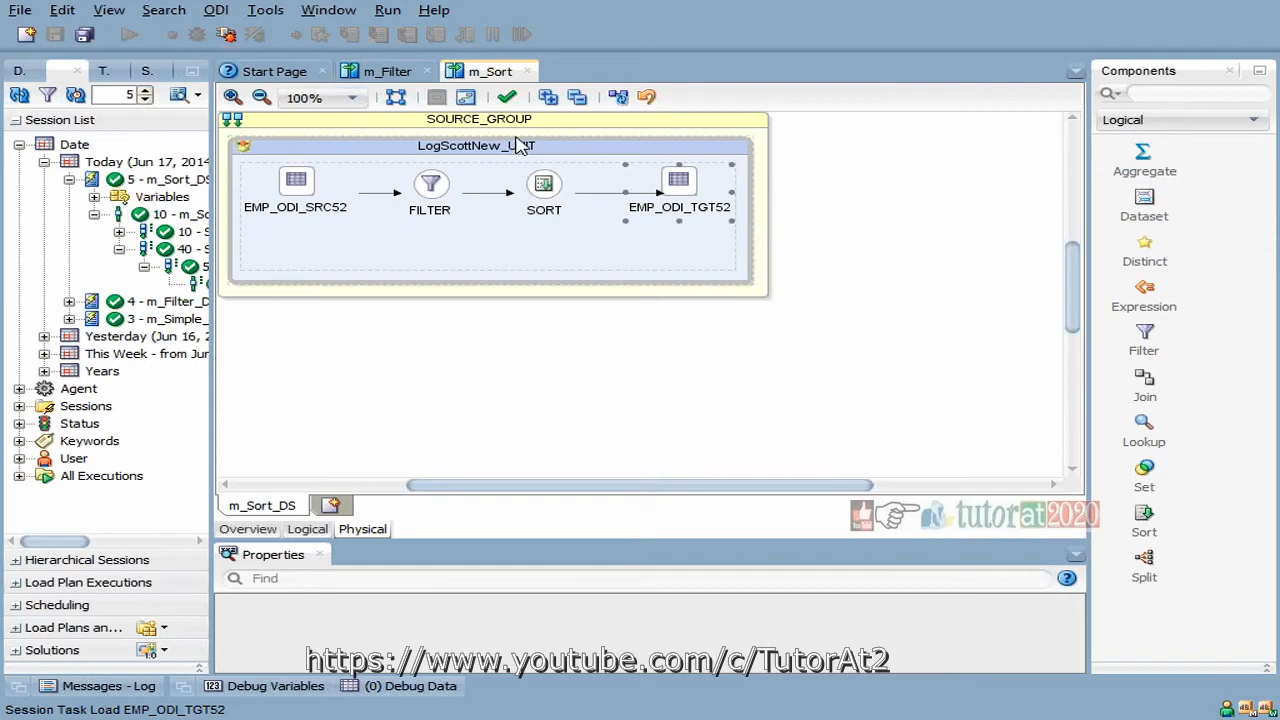 File Edit View Search ODI Tools Window Run Help
D. T. S.
Start Page
m_Filter
m_Sort
Components
5
100%
Logical
Session List
Date
Today (Jun 17, 2014
5 - m_Sort_DS
Variables
10 - m_So
10 - S
40 - S
5
4 - m_Filter_D
3 - m_Simple_
Yesterday (Jun 16, 2
This Week - from Jun
Years
Agent
Sessions
Status
Keywords
User
All Executions
Hierarchical Sessions
Load Plan Executions
Scheduling
Load Plans an...
Solutions
SOURCE_GROUP
EMP_ODI_SRC52
FILTER
SORT
EMP_ODI_TGT52
m_Sort_DS
Overview Logical Physical
Properties
Find
Aggregate
Dataset
Distinct
Expression
Filter
Join
Lookup
Set
Sort
Split
tutorat2020
https://www.youtube.com/c/TutorAt2
Messages - Log
Debug Variables
(0) Debug Data
Session Task Load EMP_ODI_TGT52